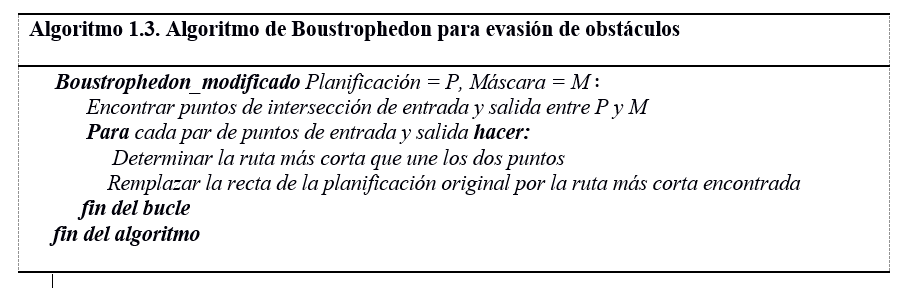 Algoritmo 1.3. Algoritmo de Boustrophedon para evasión de obstáculos
Boustrophedon_modificado Planificación = P, Máscara = M:
Encontrar puntos de intersección de entrada y salida entre P y M
Para cada par de puntos de entrada y salida hacer:
Determinar la ruta más corta que une los dos puntos
Remplazar la recta de la planificación original por la ruta más corta encontrada
fin del bucle
fin del algoritmo